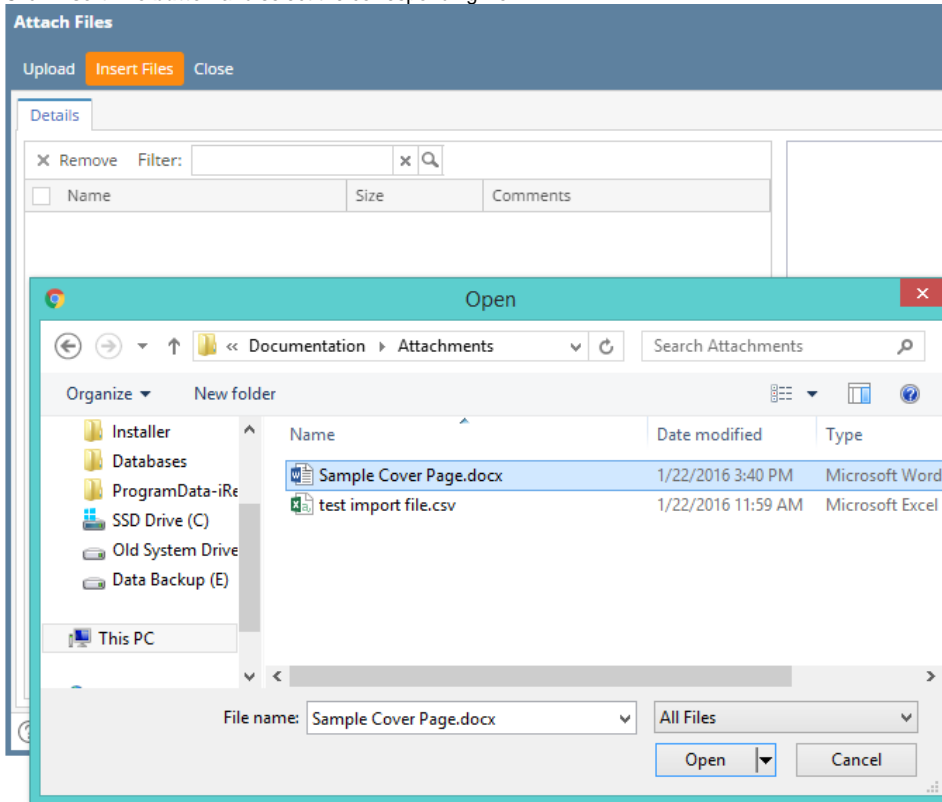 Attach Files
Upload Insert Files Close
Details
Remove Filter:
Name Size Comments
Open
« Documentation Attachments Search Attachments
Organize New folder
Installer Name Date modified Type
Databases Sample Cover Page.docx 1/22/2016 3:40 PM Microsoft Word
ProgramData-iRe test import file.csv 1/22/2016 11:59 AM Microsoft Excel
SSD Drive (C)
Old System Drive
Data Backup (E)
This PC
File name: Sample Cover Page.docx All Files
Open Cancel